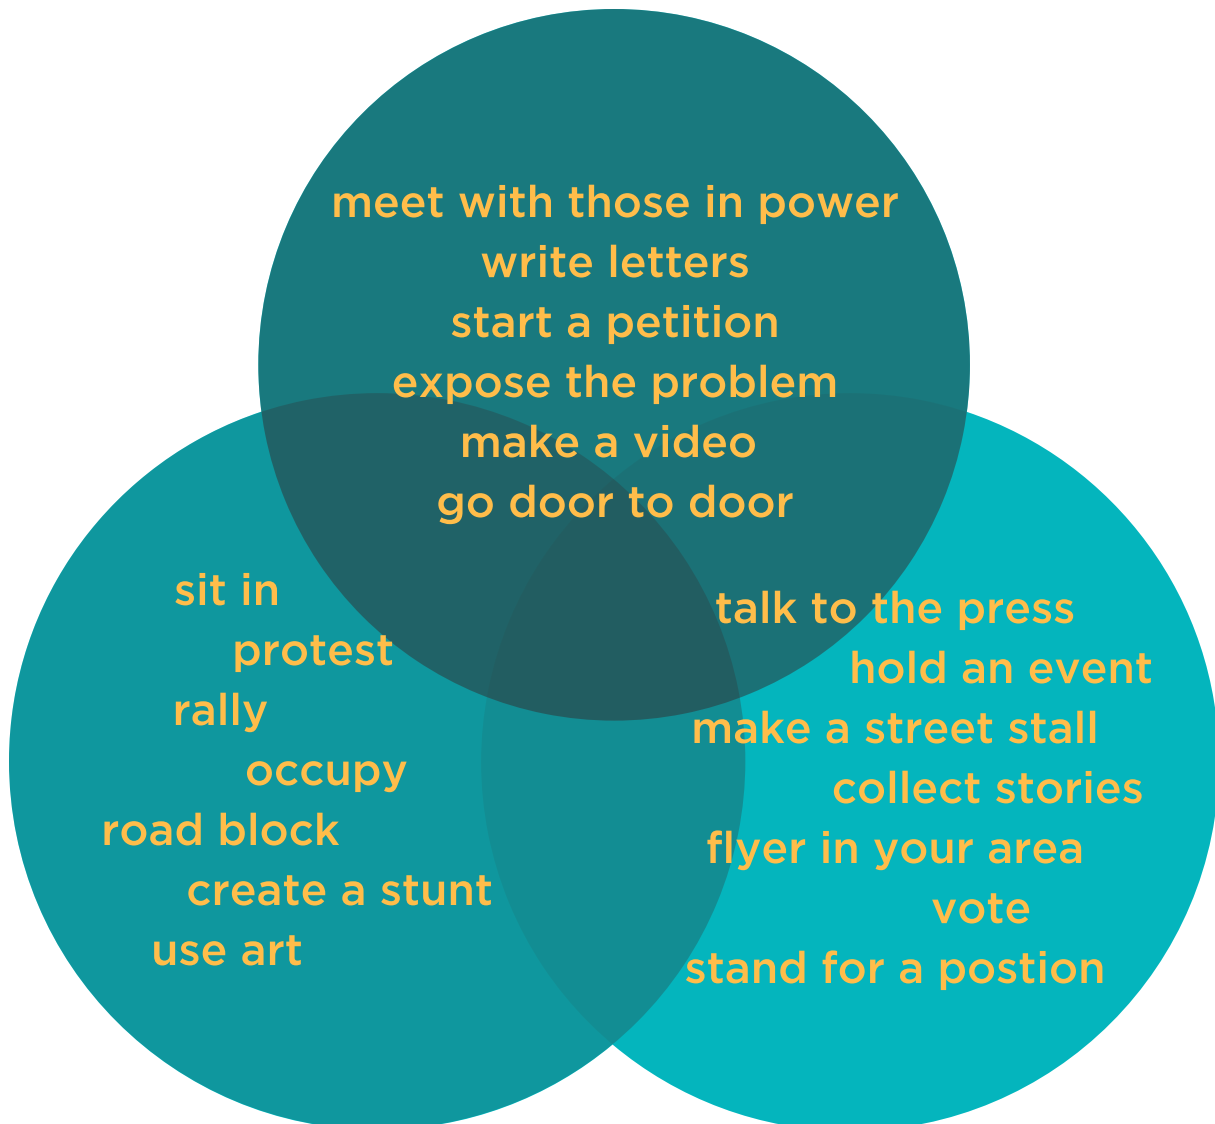 meet with those in power
write letters
start a petition
expose the problem
make a video
go door to door
sit in
protest
rally
occupy
road block
create a stunt
use art
talk to the press
hold an event
make a street stall
collect stories
flyer in your area
vote
stand for a postion